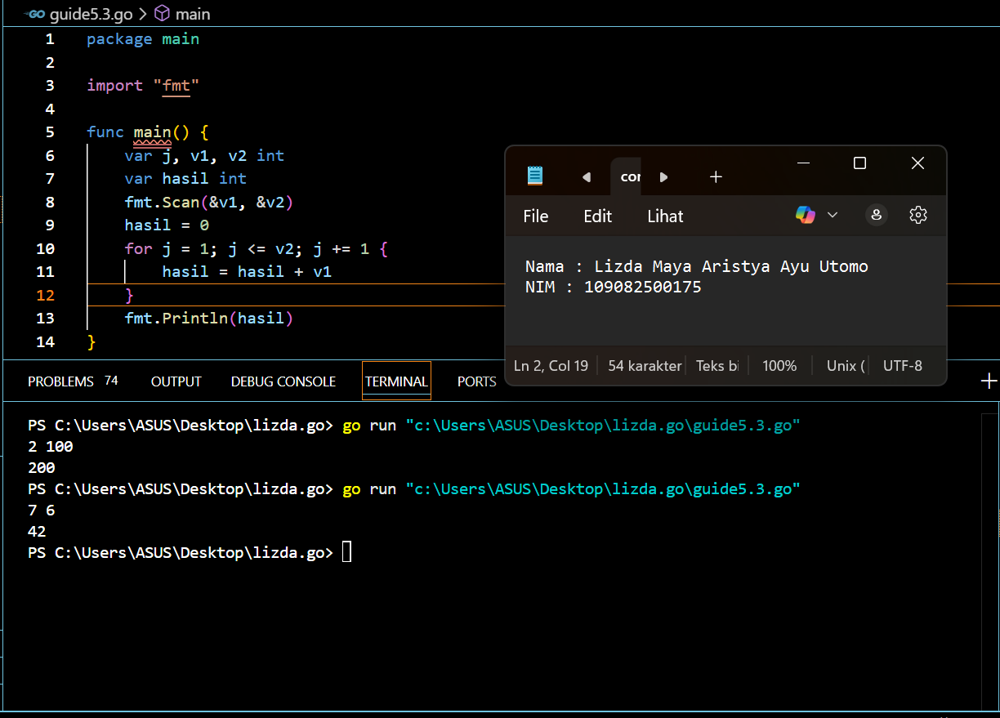 guide5.3.go > main
1 package main
2
3 import "fmt"
4
5 func main() {
6     var j, v1, v2 int
7     var hasil int
8     fmt.Scan(&v1, &v2)
9     hasil = 0
10     for j = 1; j <= v2; j += 1 {
11         hasil = hasil + v1
12     }
13     fmt.Println(hasil)
14 }
cor
File Edit Lihat
Nama : Lizda Maya Aristya Ayu Utomo
NIM : 109082500175
Ln 2, Col 19 54 karakter Teks bi 100% Unix ( UTF-8
PROBLEMS 74 OUTPUT DEBUG CONSOLE TERMINAL PORTS
PS C:\Users\ASUS\Desktop\lizda.go> go run "c:\Users\ASUS\Desktop\lizda.go\guide5.3.go"
2 100
200
PS C:\Users\ASUS\Desktop\lizda.go> go run "c:\Users\ASUS\Desktop\lizda.go\guide5.3.go"
7 6
42
PS C:\Users\ASUS\Desktop\lizda.go>